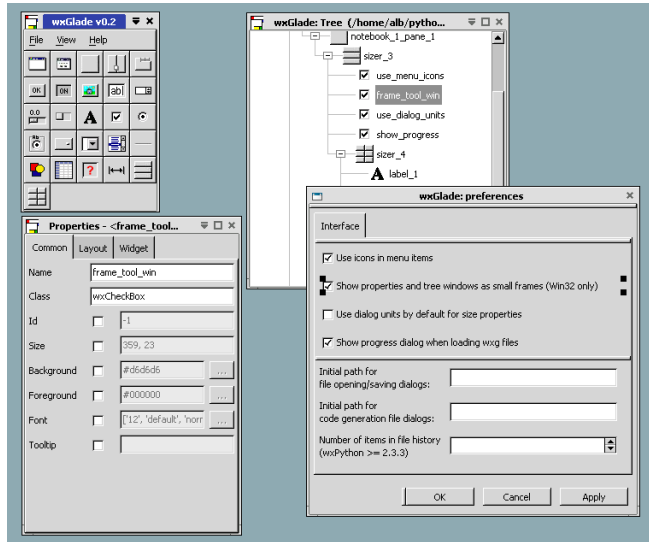 wxGlade v0.2
File View Help
OK ON ab
0.0 A
Ab
?
wxGlade: Tree (/home/alb/pytho...
notebook_1_pane_1
sizer_3
use_menu_icons
frame_tool_win
use_dialog_units
show_progress
sizer_4
A label_1
Properties - <frame_tool...
Common Layout Widget
Name frame_tool_win
Class wxCheckBox
Id -1
Size 359, 23
Background #d6d6d6 ...
Foreground #000000 ...
Font ['12', 'default', 'norr ...
Tooltip
wxGlade: preferences
Interface
Use icons in menu items
Show properties and tree windows as small frames (Win32 only)
Use dialog units by default for size properties
Show progress dialog when loading wxg files
Initial path for
file opening/saving dialogs:
Initial path for
code generation file dialogs:
Number of items in file history
(wxPython >= 2.3.3)
OK Cancel Apply